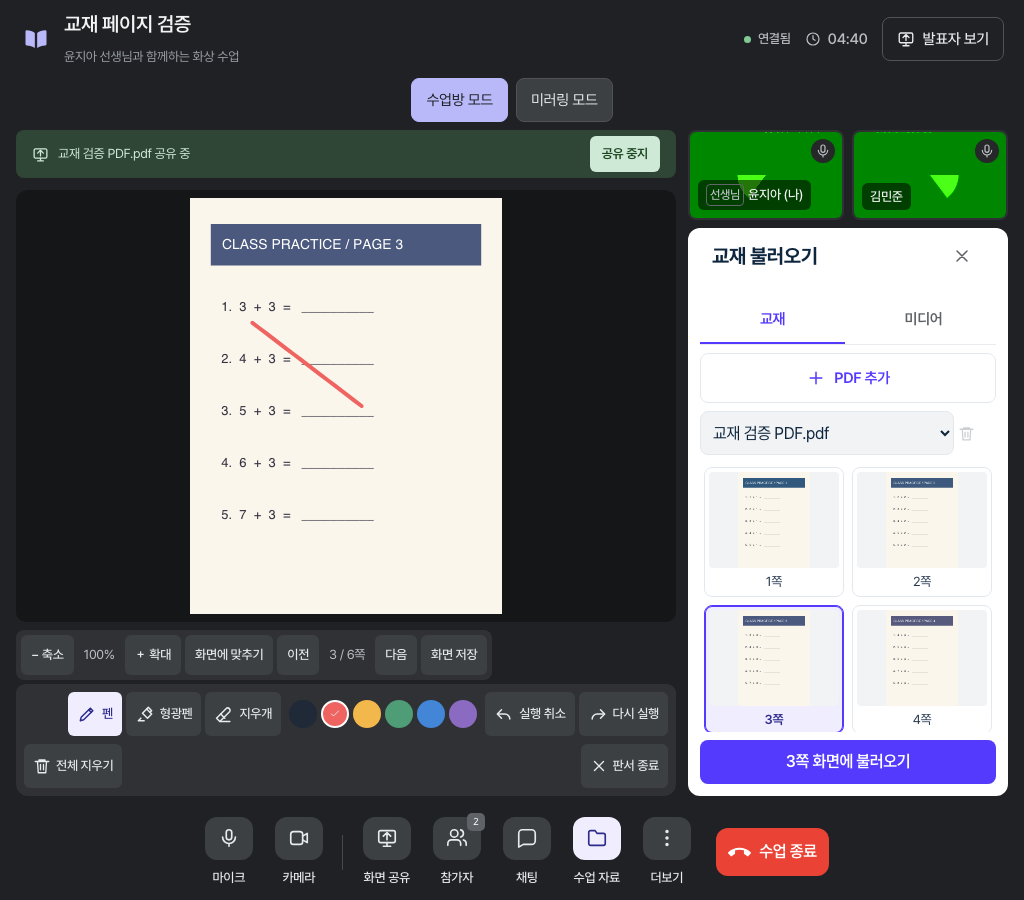 교재 페이지 검증
윤지아 선생님과 함께하는 화상 수업
연결됨
04:40
발표자 보기
수업방 모드
미러링 모드
교재 검증 PDF.pdf 공유 중
공유 중지
선생님 윤지아 (나)
김민준
CLASS PRACTICE / PAGE 3
1. 3 + 3 = __________
2. 4 + 3 = __________
3. 5 + 3 = __________
4. 6 + 3 = __________
5. 7 + 3 = __________
교재 불러오기
교재
미디어
+ PDF 추가
교재 검증 PDF.pdf
1쪽
2쪽
3쪽
4쪽
3쪽 화면에 불러오기
− 축소
100%
+ 확대
화면에 맞추기
이전
3 / 6쪽
다음
화면 저장
펜
형광펜
지우개
실행 취소
다시 실행
전체 지우기
판서 종료
마이크
카메라
화면 공유
2
참가자
채팅
수업 자료
더보기
수업 종료